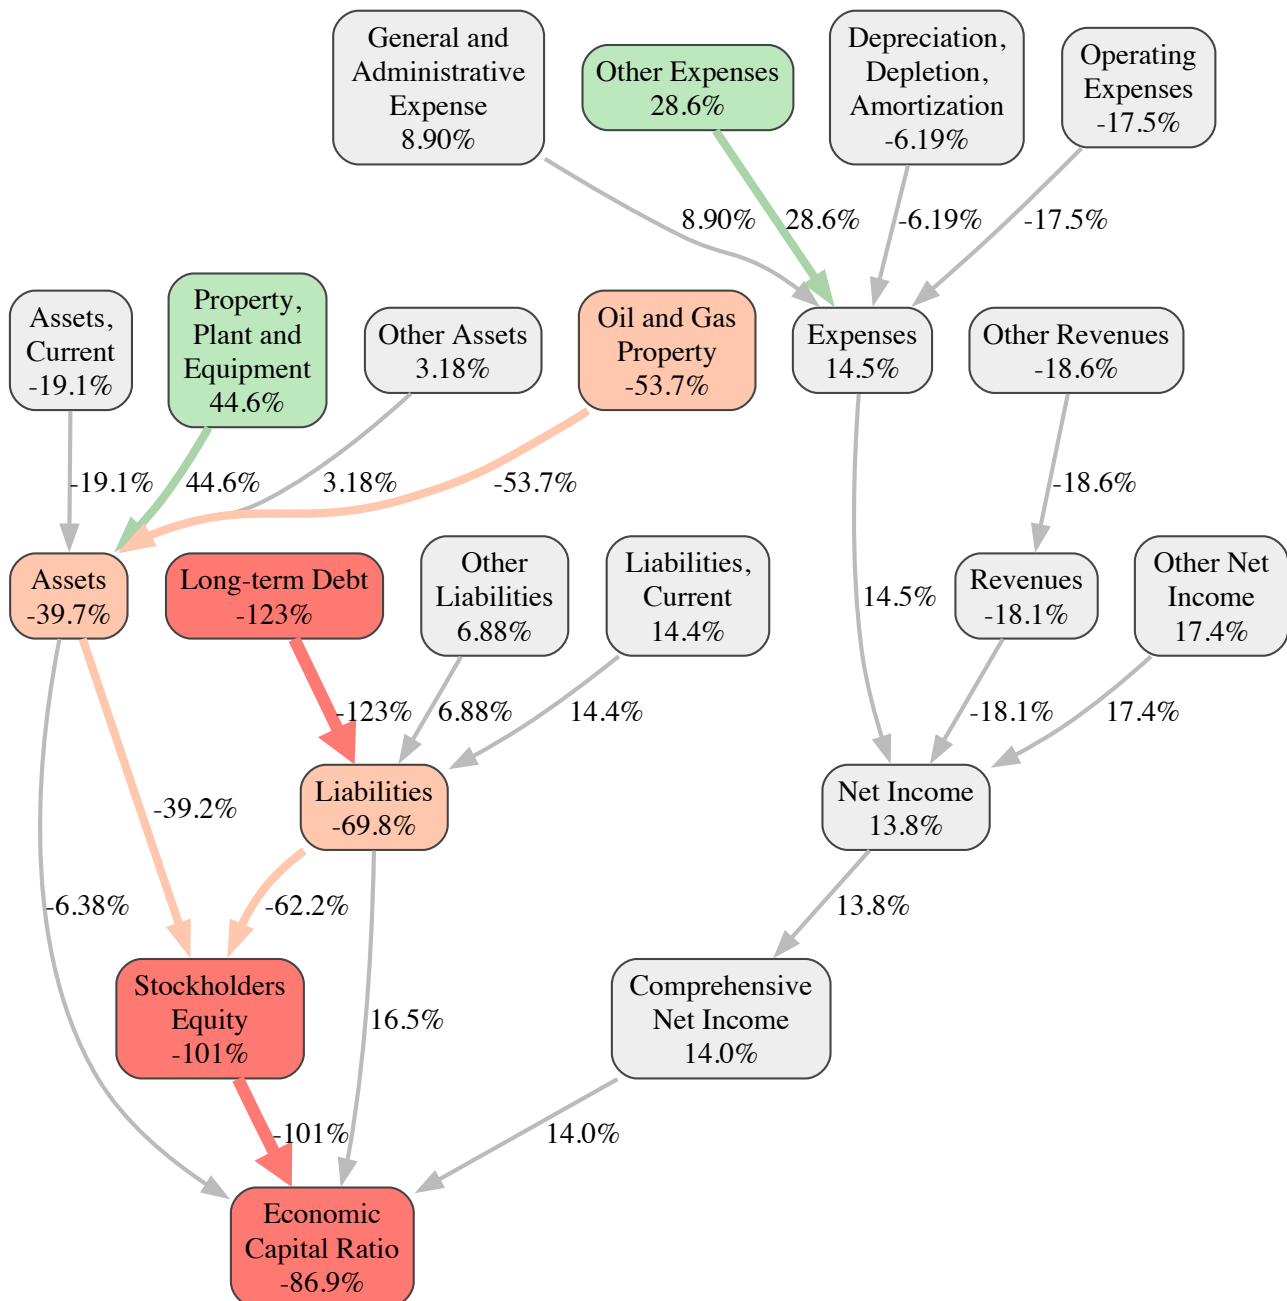 General and
Administrative
Expense
8.90%
Other Expenses
28.6%
Depreciation,
Depletion,
Amortization
-6.19%
Operating
Expenses
-17.5%
8.90%
28.6%
-6.19%
-17.5%
Assets,
Current
-19.1%
Property,
Plant and
Equipment
44.6%
Other Assets
3.18%
Oil and Gas
Property
-53.7%
Expenses
14.5%
Other Revenues
-18.6%
-19.1%
44.6%
3.18%
-53.7%
-18.6%
Assets
-39.7%
Long-term Debt
-123%
Other
Liabilities
6.88%
Liabilities,
Current
14.4%
14.5%
Revenues
-18.1%
Other Net
Income
17.4%
-123%
6.88%
14.4%
-18.1%
17.4%
-39.2%
Liabilities
-69.8%
Net Income
13.8%
-6.38%
-62.2%
13.8%
Stockholders
Equity
-101%
16.5%
Comprehensive
Net Income
14.0%
-101%
14.0%
Economic
Capital Ratio
-86.9%